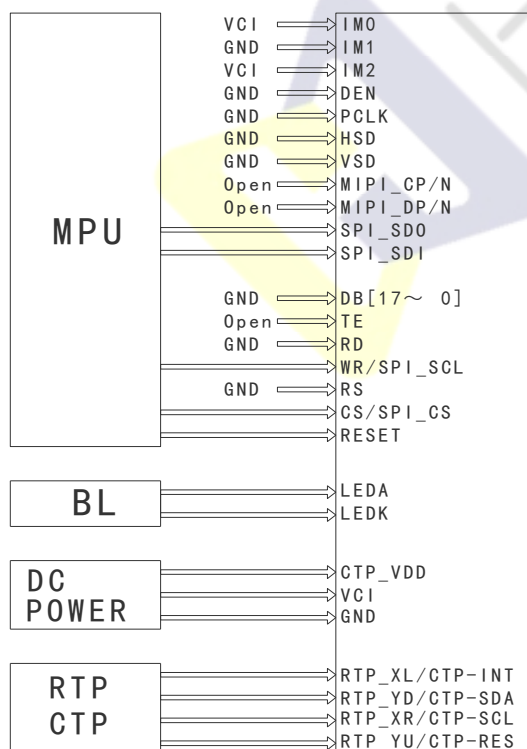 VCI IM0
GND IM1
VCI IM2
GND DEN
GND PCLK
GND HSD
GND VSD
Open MIPI_CP/N
Open MIPI_DP/N
MPU
SPI_SDO
SPI_SDI
GND DB[17～ 0]
Open TE
GND RD
WR/SPI_SCL
GND RS
CS/SPI_CS
RESET
BL
LEDA
LEDK
DC
POWER
CTP_VDD
VCI
GND
RTP
CTP
RTP_XL/CTP-INT
RTP_YD/CTP-SDA
RTP_XR/CTP-SCL
RTP_YU/CTP-RES